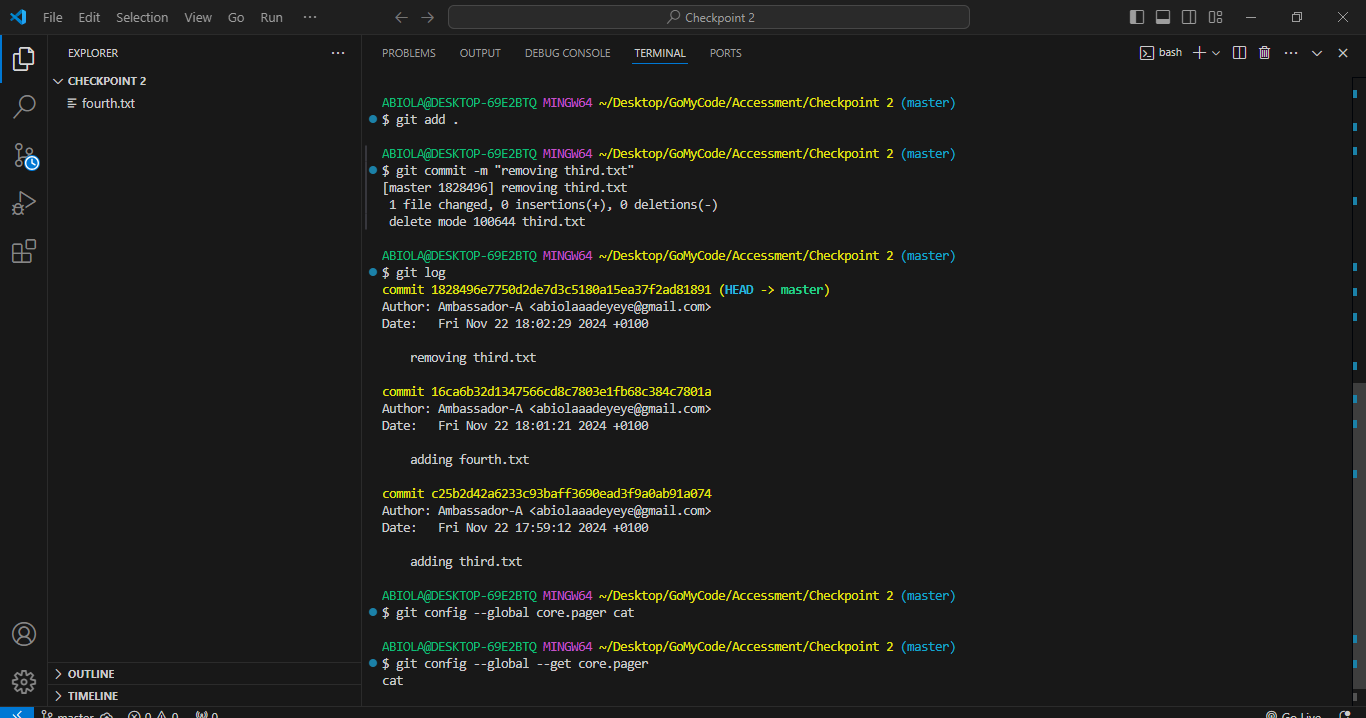 File Edit Selection View Go Run ···
Checkpoint 2
EXPLORER ···
CHECKPOINT 2
fourth.txt
OUTLINE
TIMELINE
PROBLEMS OUTPUT DEBUG CONSOLE TERMINAL PORTS
bash
ABIOLA@DESKTOP-69E2BTQ MINGW64 ~/Desktop/GoMyCode/Accessment/Checkpoint 2 (master)
$ git add .
ABIOLA@DESKTOP-69E2BTQ MINGW64 ~/Desktop/GoMyCode/Accessment/Checkpoint 2 (master)
$ git commit -m "removing third.txt"
[master 1828496] removing third.txt
1 file changed, 0 insertions(+), 0 deletions(-)
delete mode 100644 third.txt
ABIOLA@DESKTOP-69E2BTQ MINGW64 ~/Desktop/GoMyCode/Accessment/Checkpoint 2 (master)
$ git log
commit 1828496e7750d2de7d3c5180a15ea37f2ad81891 (HEAD -> master)
Author: Ambassador-A <abiolaaadeyeye@gmail.com>
Date: Fri Nov 22 18:02:29 2024 +0100
removing third.txt
commit 16ca6b32d1347566cd8c7803e1fb68c384c7801a
Author: Ambassador-A <abiolaaadeyeye@gmail.com>
Date: Fri Nov 22 18:01:21 2024 +0100
adding fourth.txt
commit c25b2d42a6233c93baff3690ead3f9a0ab91a074
Author: Ambassador-A <abiolaaadeyeye@gmail.com>
Date: Fri Nov 22 17:59:12 2024 +0100
adding third.txt
ABIOLA@DESKTOP-69E2BTQ MINGW64 ~/Desktop/GoMyCode/Accessment/Checkpoint 2 (master)
$ git config --global core.pager cat
ABIOLA@DESKTOP-69E2BTQ MINGW64 ~/Desktop/GoMyCode/Accessment/Checkpoint 2 (master)
$ git config --global --get core.pager
cat
master 0 0 0 Go Live